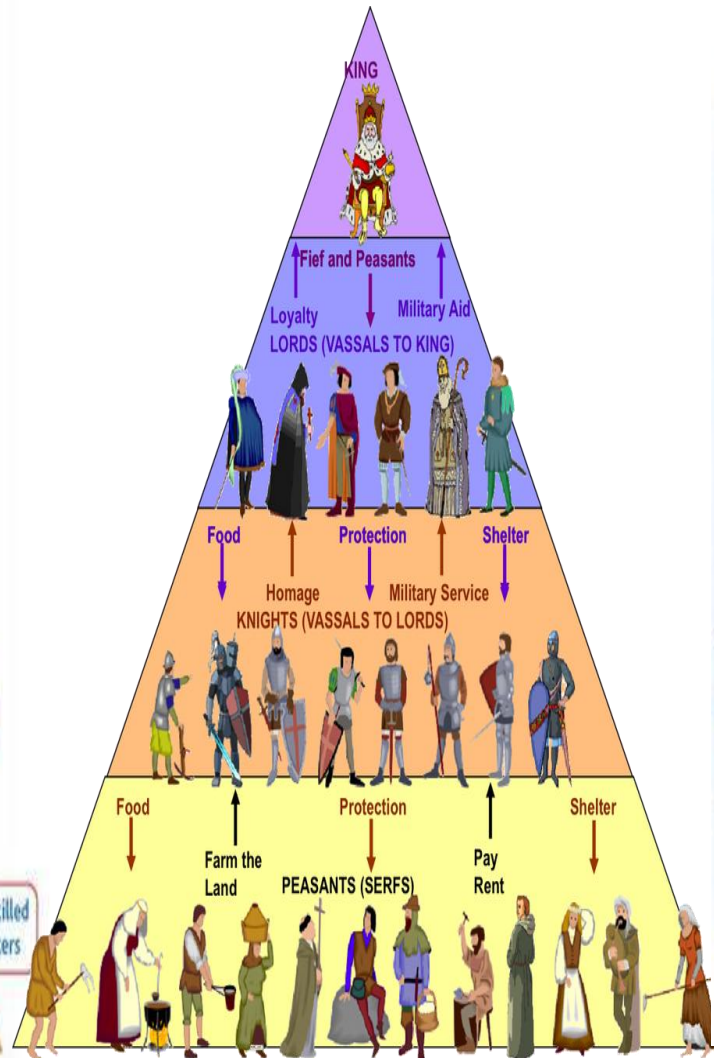 KING
Fief and Peasants
Loyalty
Military Aid
LORDS (VASSALS TO KING)
Food
Protection
Shelter
Homage
Military Service
KNIGHTS (VASSALS TO LORDS)
Food
Protection
Shelter
Farm the
Land
Pay
Rent
PEASANTS (SERFS)